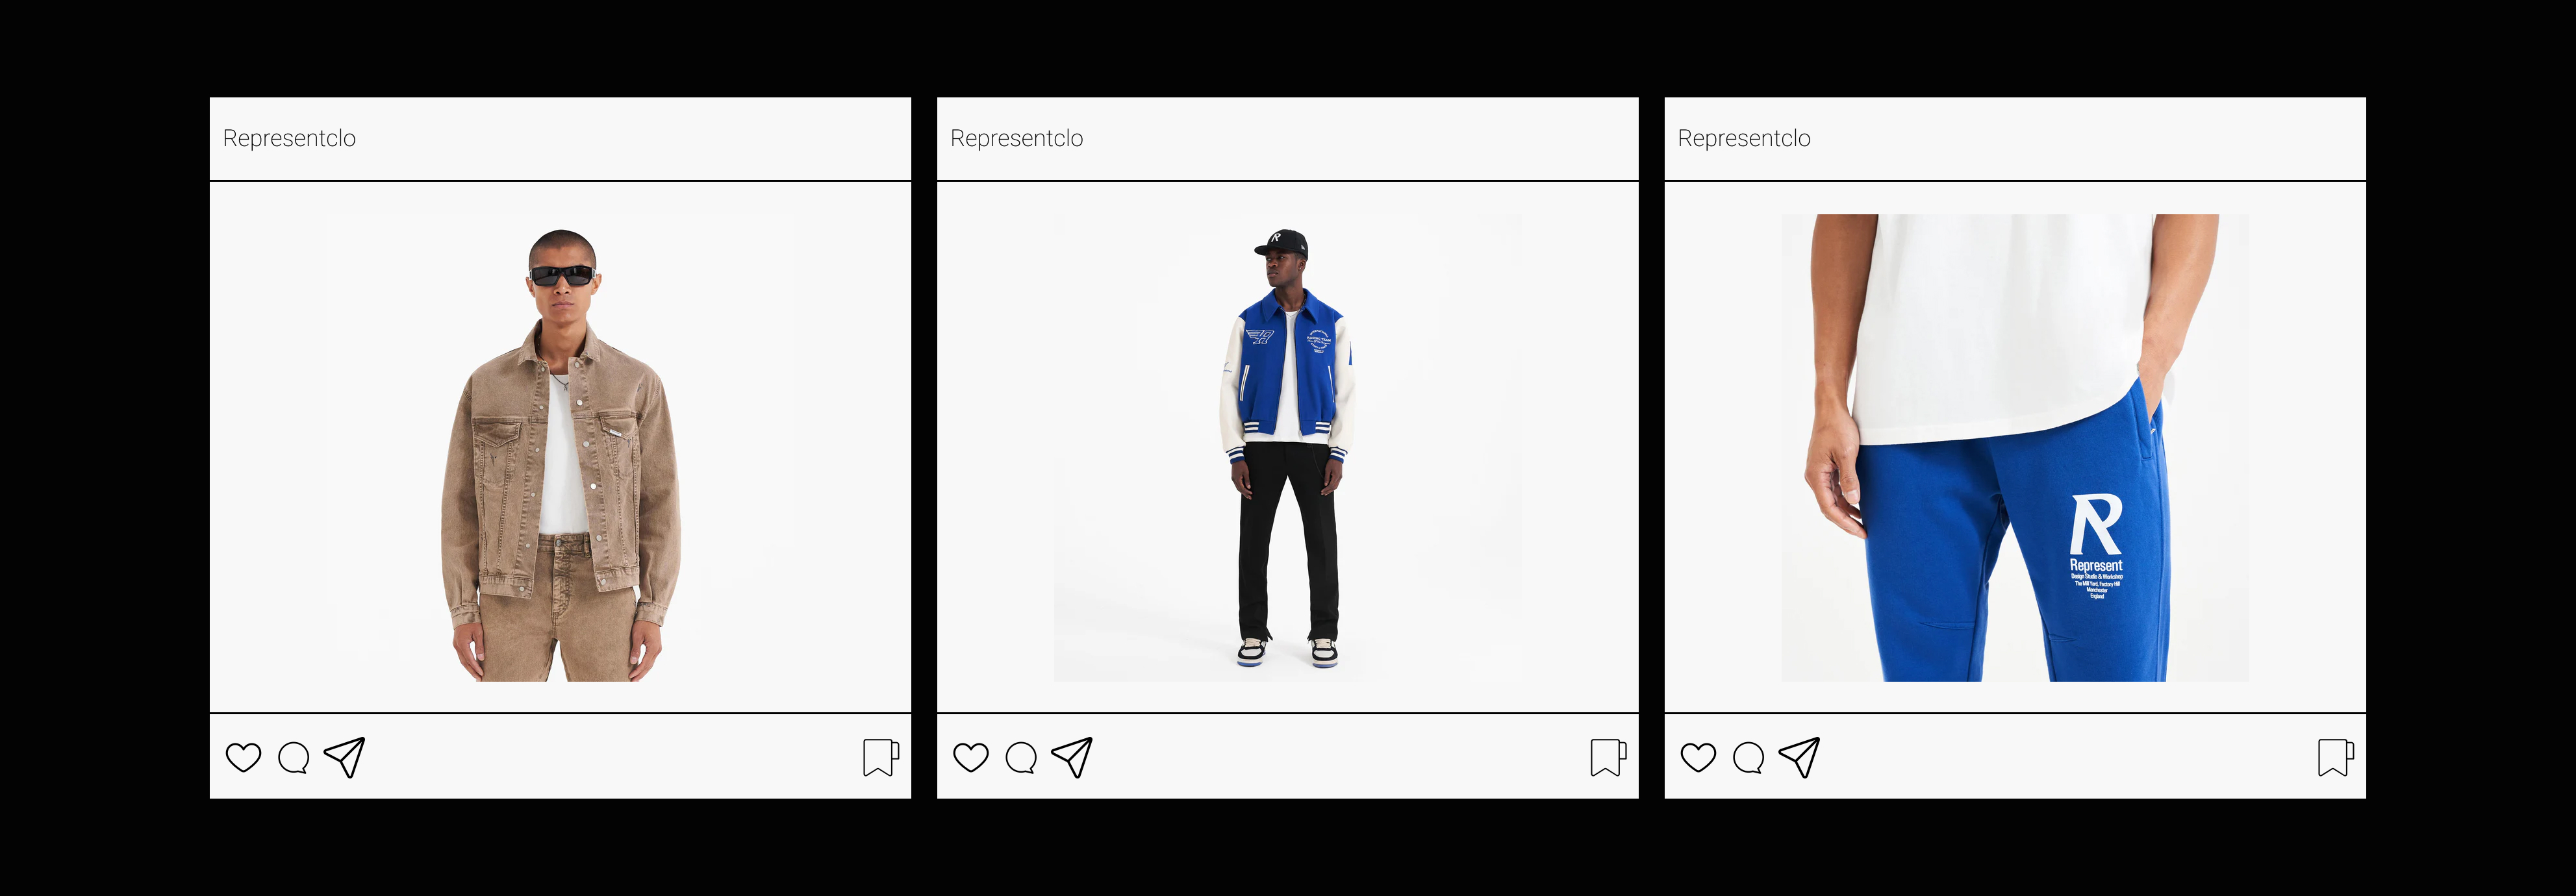 Representclo
Representclo
Representclo
R
R
Represent
Design Studio & Workshop
The Mill Yard, Factory Hill
Manchester
England